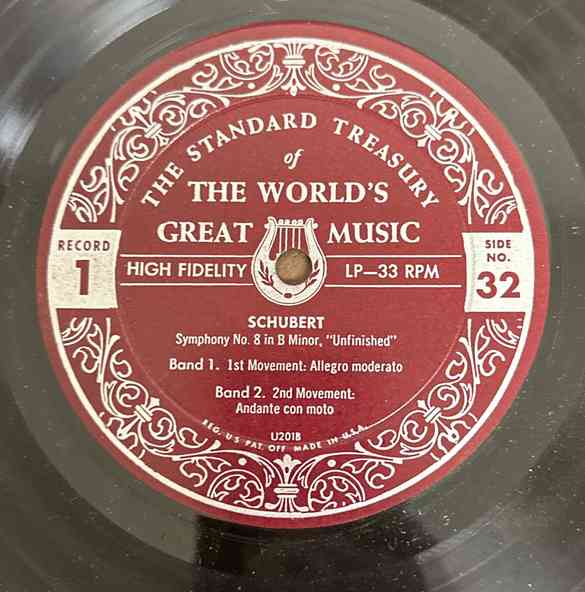 THE STANDARD TREASURY
of
THE WORLD'S
GREAT MUSIC
RECORD
1
HIGH FIDELITY
LP—33 RPM
SIDE
NO.
32
SCHUBERT
Symphony No. 8 in B Minor, "Unfinished"
Band 1. 1st Movement: Allegro moderato
Band 2. 2nd Movement:
Andante con moto
U201B
REG. U.S. PAT. OFF. MADE IN U.S.A.